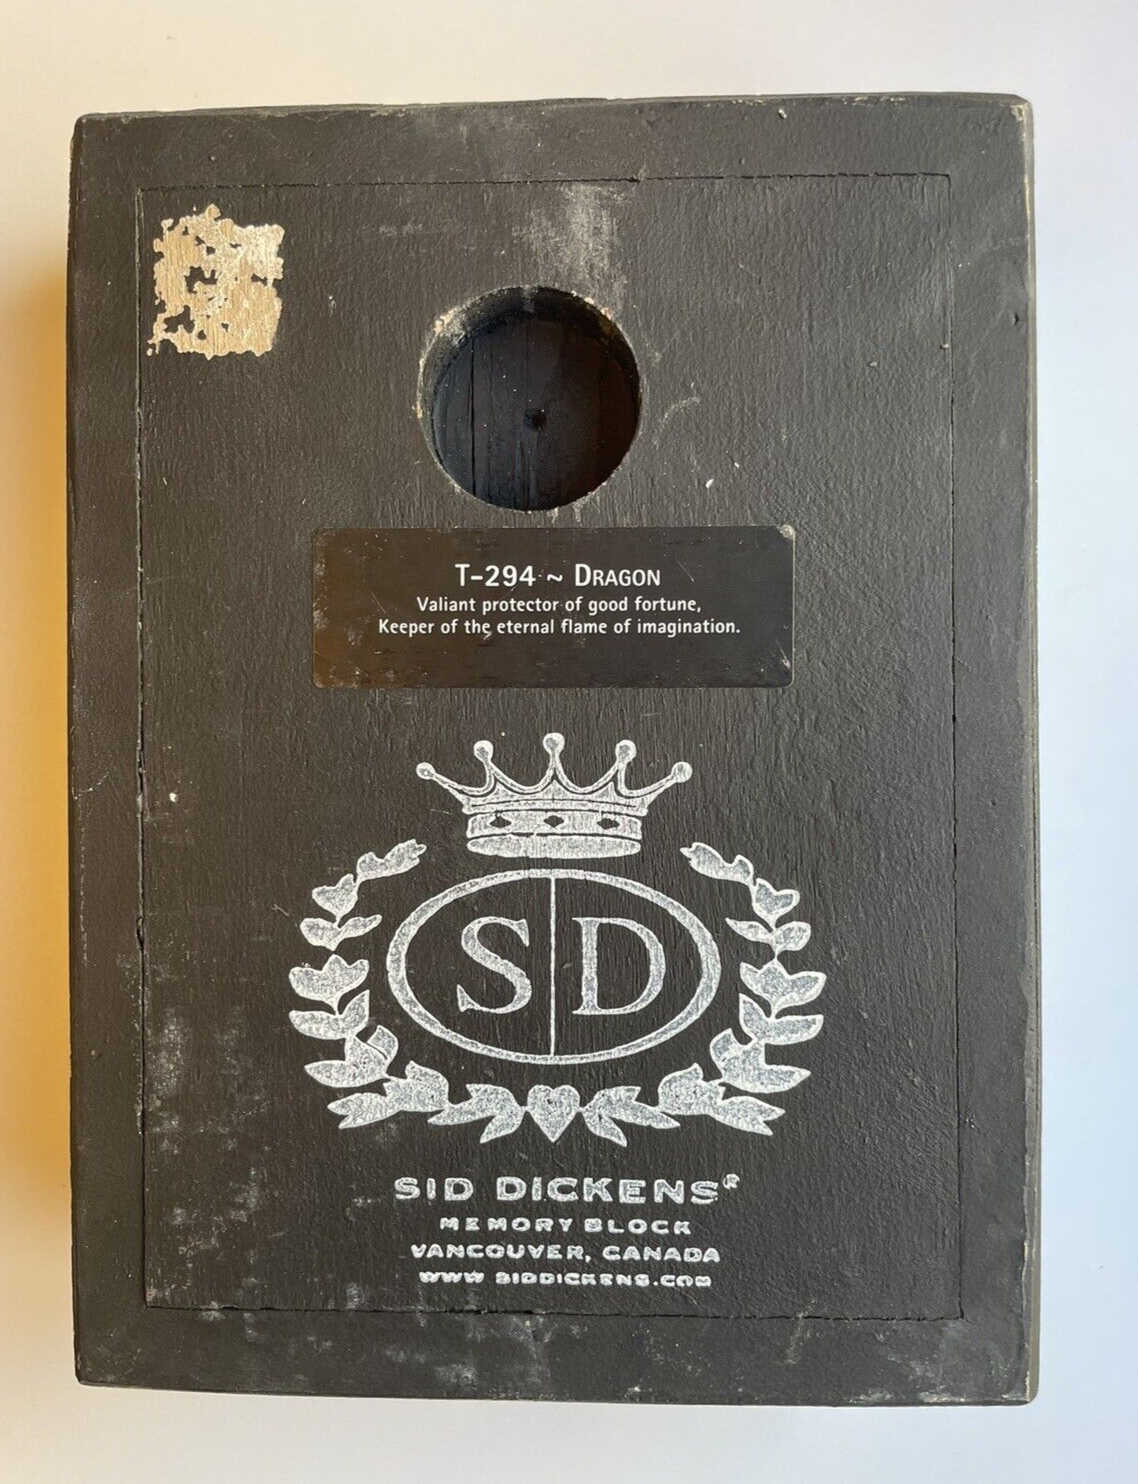 T-294 ~ DRAGON
Valiant protector of good fortune,
Keeper of the eternal flame of imagination.
SD
SID DICKENS®
MEMORY BLOCK
VANCOUVER, CANADA
WWW SIDDICKENS.COM